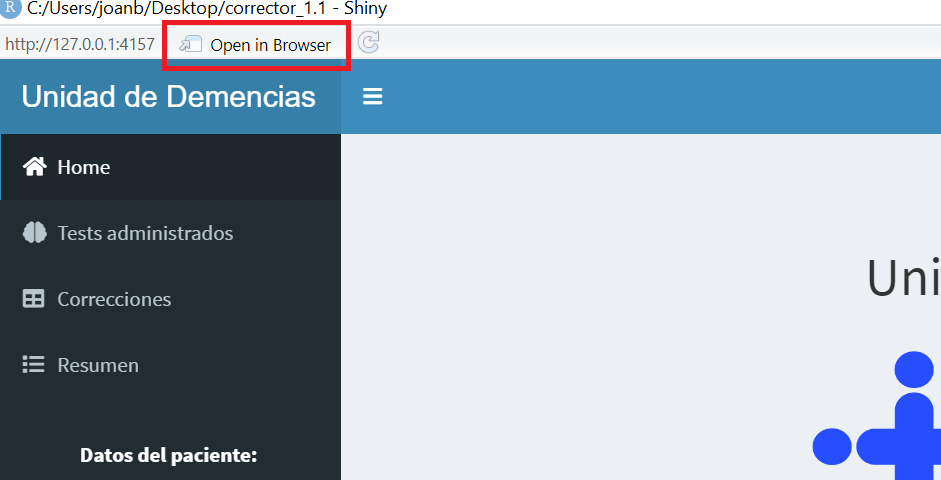 C:/Users/joanb/Desktop/corrector_1.1 - Shiny
http://127.0.0.1:4157 Open in Browser
Unidad de Demencias
Home
Tests administrados
Correcciones
Uni
Resumen
Datos del paciente: